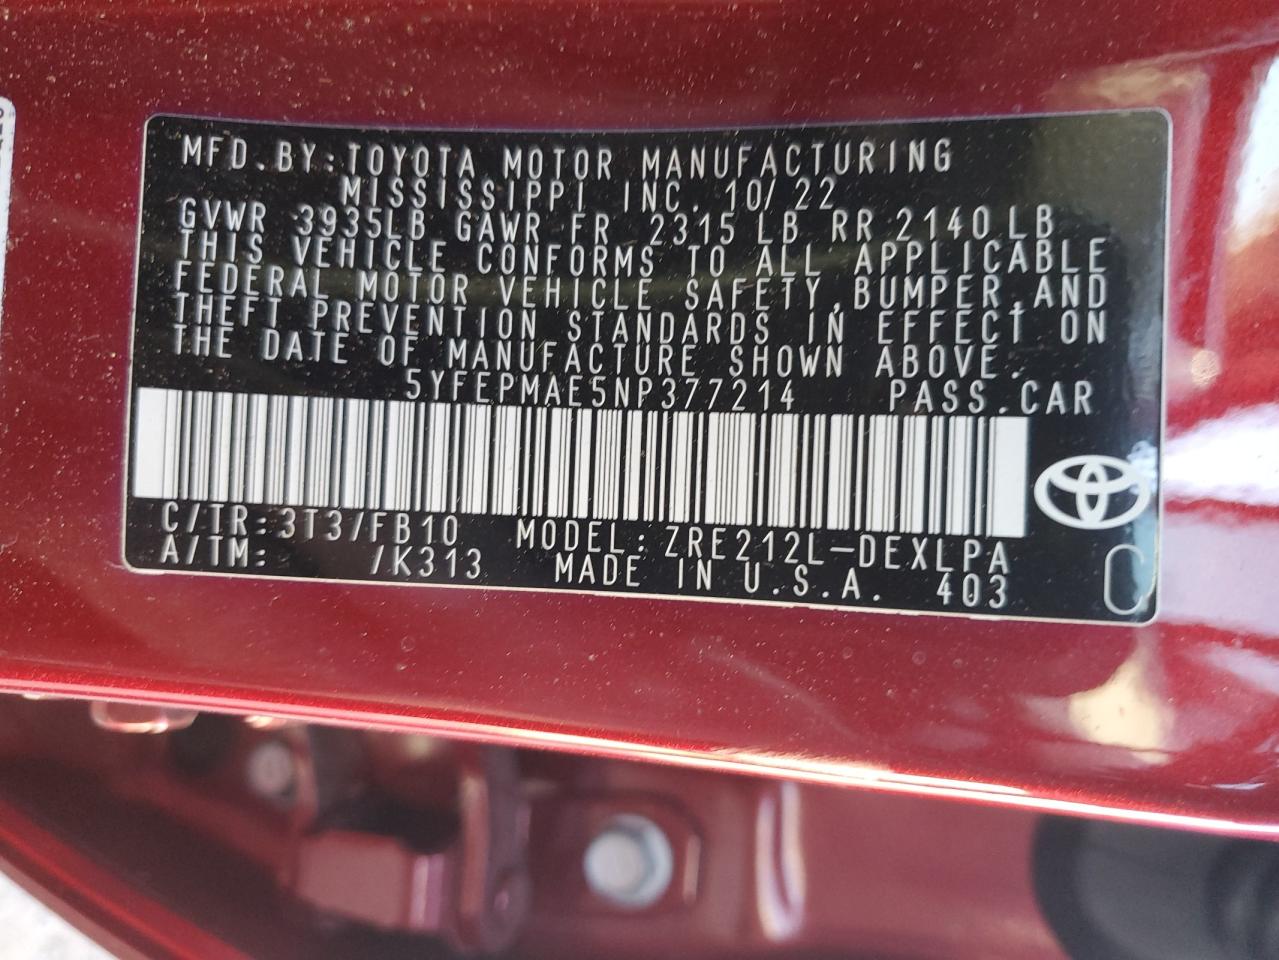 MFD.BY:TOYOTA MOTOR MANUFACTURING
MISSISSIPPI INC. 10/22
GVWR 3935LB GAWR FR 2315 LB RR 2140 LB
THIS VEHICLE CONFORMS TO ALL APPLICABLE
FEDERAL MOTOR VEHICLE SAFETY,BUMPER,AND
THEFT PREVENTION STANDARDS IN EFFECT ON
THE DATE OF MANUFACTURE SHOWN ABOVE.
5YFEPMAE5NP377214 PASS.CAR
C/TR:3T3/FB10 MODEL:ZRE212L-DEXLPA
A/TM: /K313 MADE IN U.S.A. 403
C